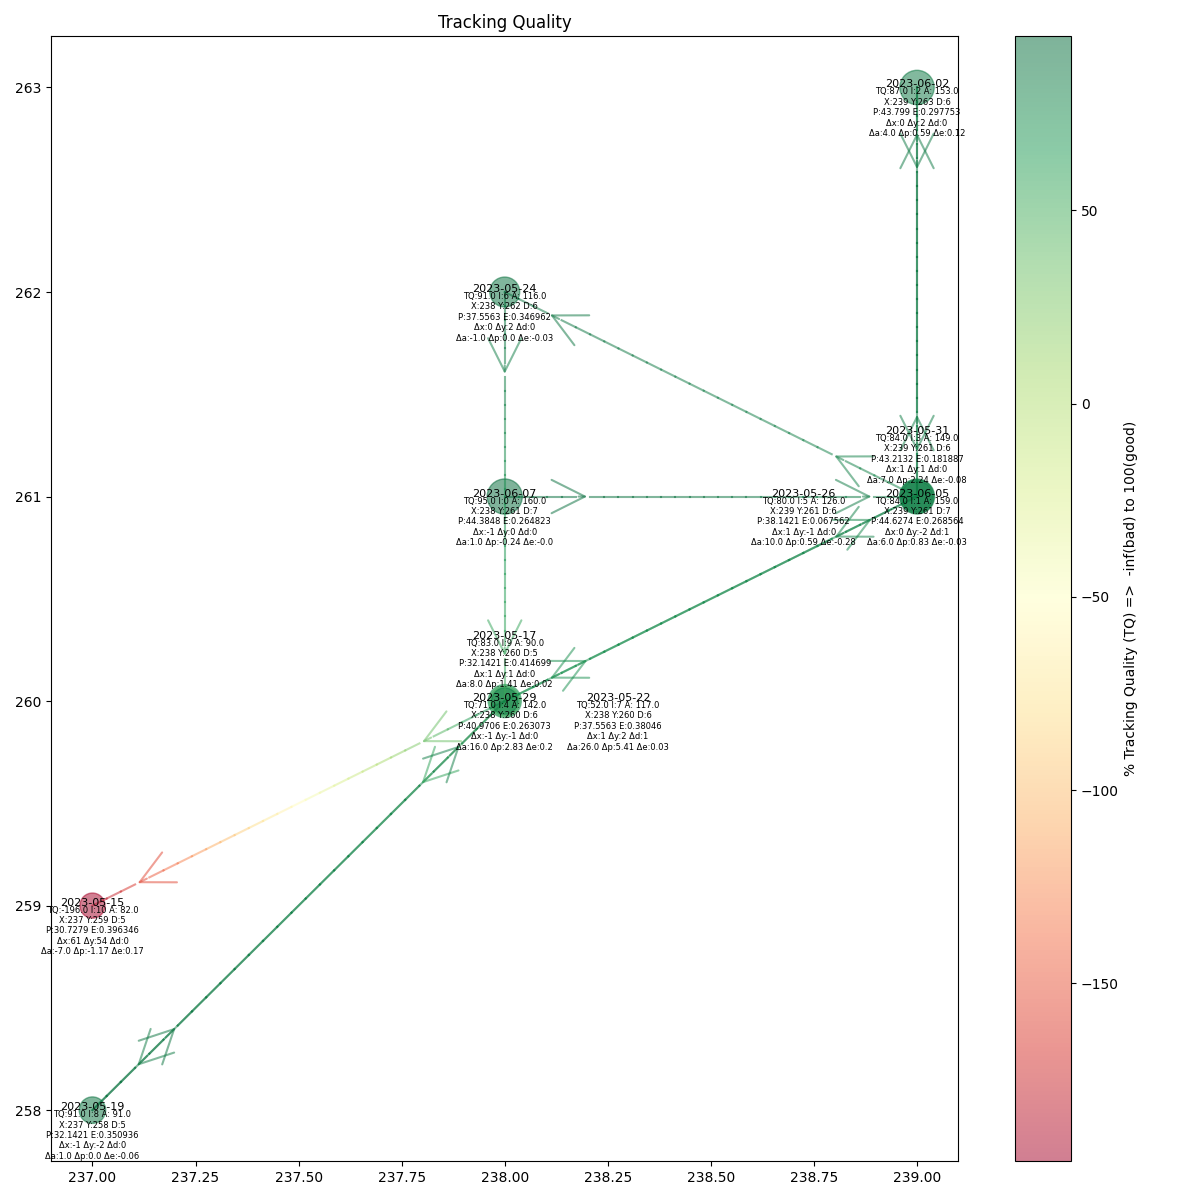 Tracking Quality
263
262
261
260
259
258
2023-06-02
TQ:87.0 I:2 A: 153.0
X:239 Y:263 D:6
P:43.799 E:0.297753
Δx:0 Δy:2 Δd:0
Δa:4.0 Δp:0.59 Δe:0.12
2023-05-24
TQ:91.0 I:6 A: 116.0
X:238 Y:262 D:6
P:37.5563 E:0.346962
Δx:0 Δy:2 Δd:0
Δa:-1.0 Δp:0.0 Δe:-0.03
2023-05-31
TQ:84.0 I:3 A: 149.0
X:239 Y:261 D:6
P:43.2132 E:0.181887
Δx:1 Δy:1 Δd:0
Δa:7.0 Δp:2.24 Δe:-0.08
2023-06-07
TQ:95.0 I:0 A: 160.0
X:238 Y:261 D:7
P:44.3848 E:0.264823
Δx:-1 Δy:0 Δd:0
Δa:1.0 Δp:-0.24 Δe:-0.0
2023-05-26
TQ:80.0 I:5 A: 126.0
X:239 Y:261 D:6
P:38.1421 E:0.067562
Δx:1 Δy:-1 Δd:0
Δa:10.0 Δp:0.59 Δe:-0.28
2023-06-05
TQ:84.0 I:1 A: 159.0
X:239 Y:261 D:7
P:44.6274 E:0.268564
Δx:0 Δy:-2 Δd:1
Δa:6.0 Δp:0.83 Δe:-0.03
2023-05-17
TQ:83.0 I:9 A: 90.0
X:238 Y:260 D:5
P:32.1421 E:0.414699
Δx:1 Δy:1 Δd:0
Δa:8.0 Δp:1.41 Δe:0.02
2023-05-29
TQ:71.0 I:4 A: 142.0
X:238 Y:260 D:6
P:40.9706 E:0.263073
Δx:-1 Δy:-1 Δd:0
Δa:16.0 Δp:2.83 Δe:0.2
2023-05-22
TQ:52.0 I:7 A: 117.0
X:238 Y:260 D:6
P:37.5563 E:0.38046
Δx:1 Δy:2 Δd:1
Δa:26.0 Δp:5.41 Δe:0.03
2023-05-15
TQ:-196.0 I:10 A: 82.0
X:237 Y:259 D:5
P:30.7279 E:0.396346
Δx:61 Δy:54 Δd:0
Δa:-7.0 Δp:-1.17 Δe:0.17
2023-05-19
TQ:91.0 I:8 A: 91.0
X:237 Y:258 D:5
P:32.1421 E:0.350936
Δx:-1 Δy:-2 Δd:0
Δa:1.0 Δp:0.0 Δe:-0.06
237.00 237.25 237.50 237.75 238.00 238.25 238.50 238.75 239.00
50
0
−50
−100
−150
% Tracking Quality (TQ) => -inf(bad) to 100(good)